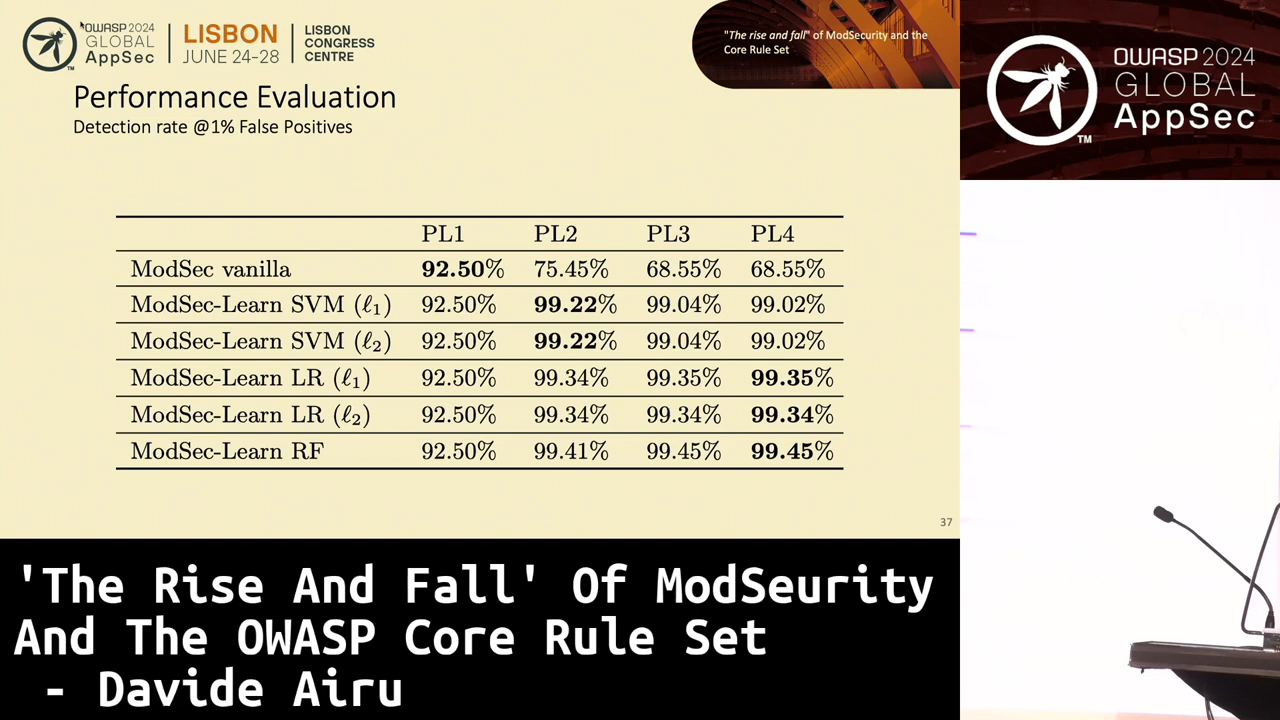 OWASP 2024
GLOBAL
AppSec
TM
LISBON
JUNE 24-28
LISBON
CONGRESS
CENTRE
"The rise and fall" of ModSecurity and the
Core Rule Set
OWASP 2024
GLOBAL
AppSec
TM
Performance Evaluation
Detection rate @1% False Positives
PL1 PL2 PL3 PL4
ModSec vanilla 92.50% 75.45% 68.55% 68.55%
ModSec-Learn SVM (ℓ1) 92.50% 99.22% 99.04% 99.02%
ModSec-Learn SVM (ℓ2) 92.50% 99.22% 99.04% 99.02%
ModSec-Learn LR (ℓ1) 92.50% 99.34% 99.35% 99.35%
ModSec-Learn LR (ℓ2) 92.50% 99.34% 99.34% 99.34%
ModSec-Learn RF 92.50% 99.41% 99.45% 99.45%
37
'The Rise And Fall' Of ModSeurity
And The OWASP Core Rule Set
- Davide Airu